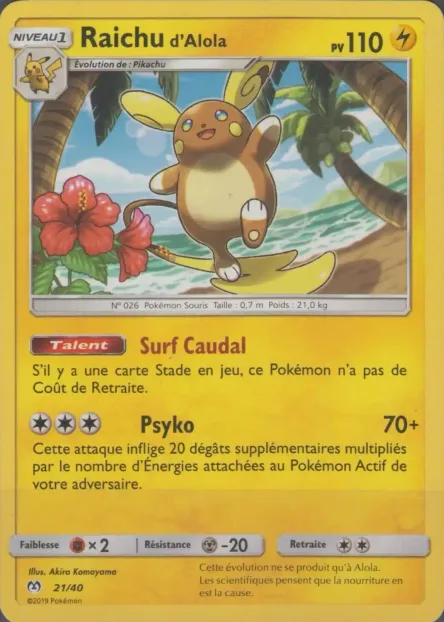 NIVEAU 1
Raichu d'Alola
PV 110
Évolution de : Pikachu
N° 026 Pokémon Souris Taille : 0,7 m Poids : 21,0 kg
Talent Surf Caudal
S'il y a une carte Stade en jeu, ce Pokémon n'a pas de
Coût de Retraite.
Psyko 70+
Cette attaque inflige 20 dégâts supplémentaires multipliés
par le nombre d'Énergies attachées au Pokémon Actif de
votre adversaire.
Faiblesse × 2 Résistance -20 Retraite
Illus. Akira Komayama
21/40
©2019 Pokémon
Cette évolution ne se produit qu'à Alola.
Les scientifiques pensent que la nourriture en
est la cause.